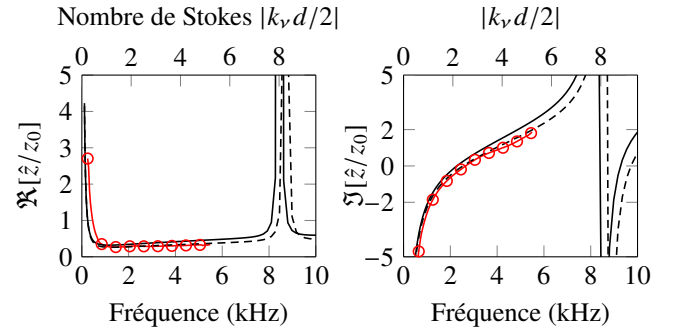 Nombre de Stokes |k_ν d/2|
|k_ν d/2|
0 2 4 6 8
0 2 4 6 8
5
4
3
2
1
0
ℜ[ẑ/z₀]
0 2 4 6 8 10
Fréquence (kHz)
5
2
0
−2
−5
ℑ[ẑ/z₀]
0 2 4 6 8 10
Fréquence (kHz)